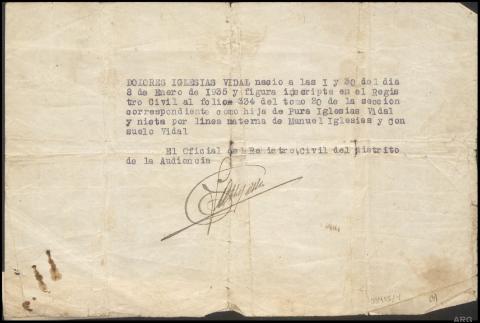 DOLORES IGLESIAS VIDAL nacio a las I y 30 del dia
8 de Enero de 1935 y figura inscripta en el Regis
tro Civil al folio 334 del tomo 20 de la seccion
correspondiente como hija de Pura Iglesias Vidal
y nieta por linea materna de Manuel Iglesias y Con
suelo Vidal
El Oficial del Registro Civil del distrito
de la Audiencia
ARG